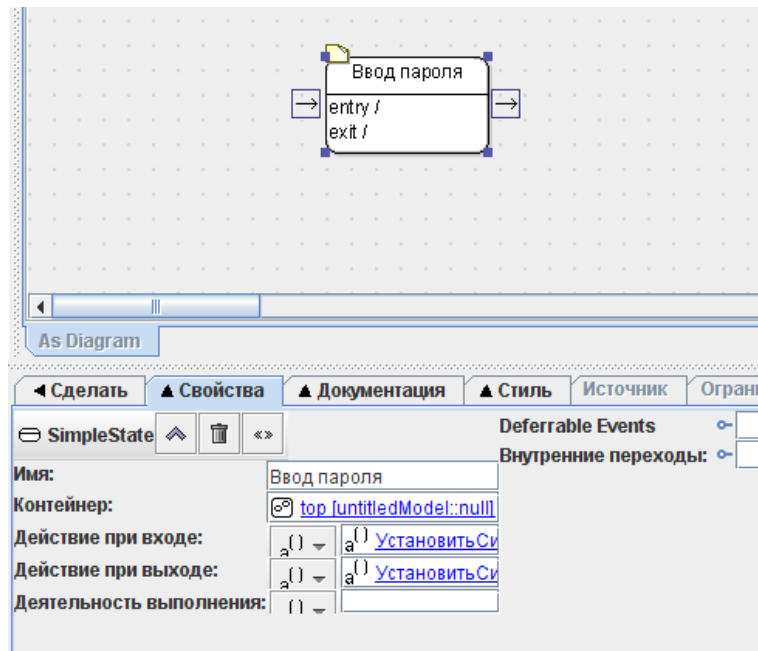 Ввод пароля
entry /
exit /
As Diagram
Сделать Свойства Документация Стиль Источник Огран
SimpleState «» Deferrable Events
Внутренние переходы:
Имя: Ввод пароля
Контейнер: top [untitledModel::null]
Действие при входе: a() a() УстановитьСи
Действие при выходе: a() a() УстановитьСи
Деятельность выполнения: ()